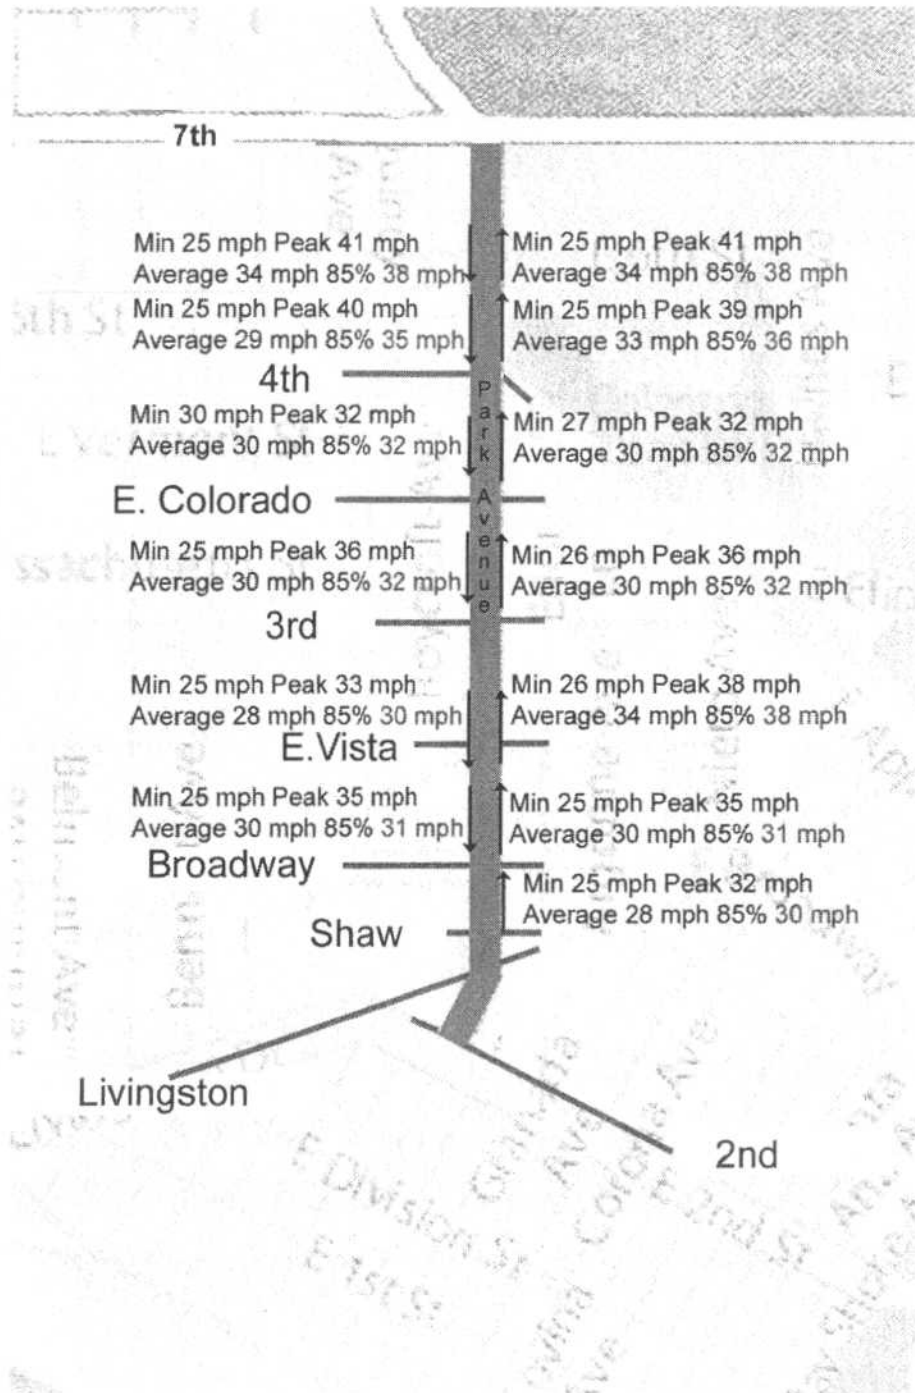 7th
Min 25 mph Peak 41 mph
Average 34 mph 85% 38 mph
Min 25 mph Peak 41 mph
Average 34 mph 85% 38 mph
Min 25 mph Peak 40 mph
Average 29 mph 85% 35 mph
Min 25 mph Peak 39 mph
Average 33 mph 85% 36 mph
4th
Park Avenue
Min 30 mph Peak 32 mph
Average 30 mph 85% 32 mph
Min 27 mph Peak 32 mph
Average 30 mph 85% 32 mph
E. Colorado
Min 25 mph Peak 36 mph
Average 30 mph 85% 32 mph
Min 26 mph Peak 36 mph
Average 30 mph 85% 32 mph
3rd
Min 25 mph Peak 33 mph
Average 28 mph 85% 30 mph
Min 26 mph Peak 38 mph
Average 34 mph 85% 38 mph
E.Vista
Min 25 mph Peak 35 mph
Average 30 mph 85% 31 mph
Min 25 mph Peak 35 mph
Average 30 mph 85% 31 mph
Broadway
Min 25 mph Peak 32 mph
Average 28 mph 85% 30 mph
Shaw
Livingston
2nd
E Division St
E 1st St
Corona Ave
E 2nd St